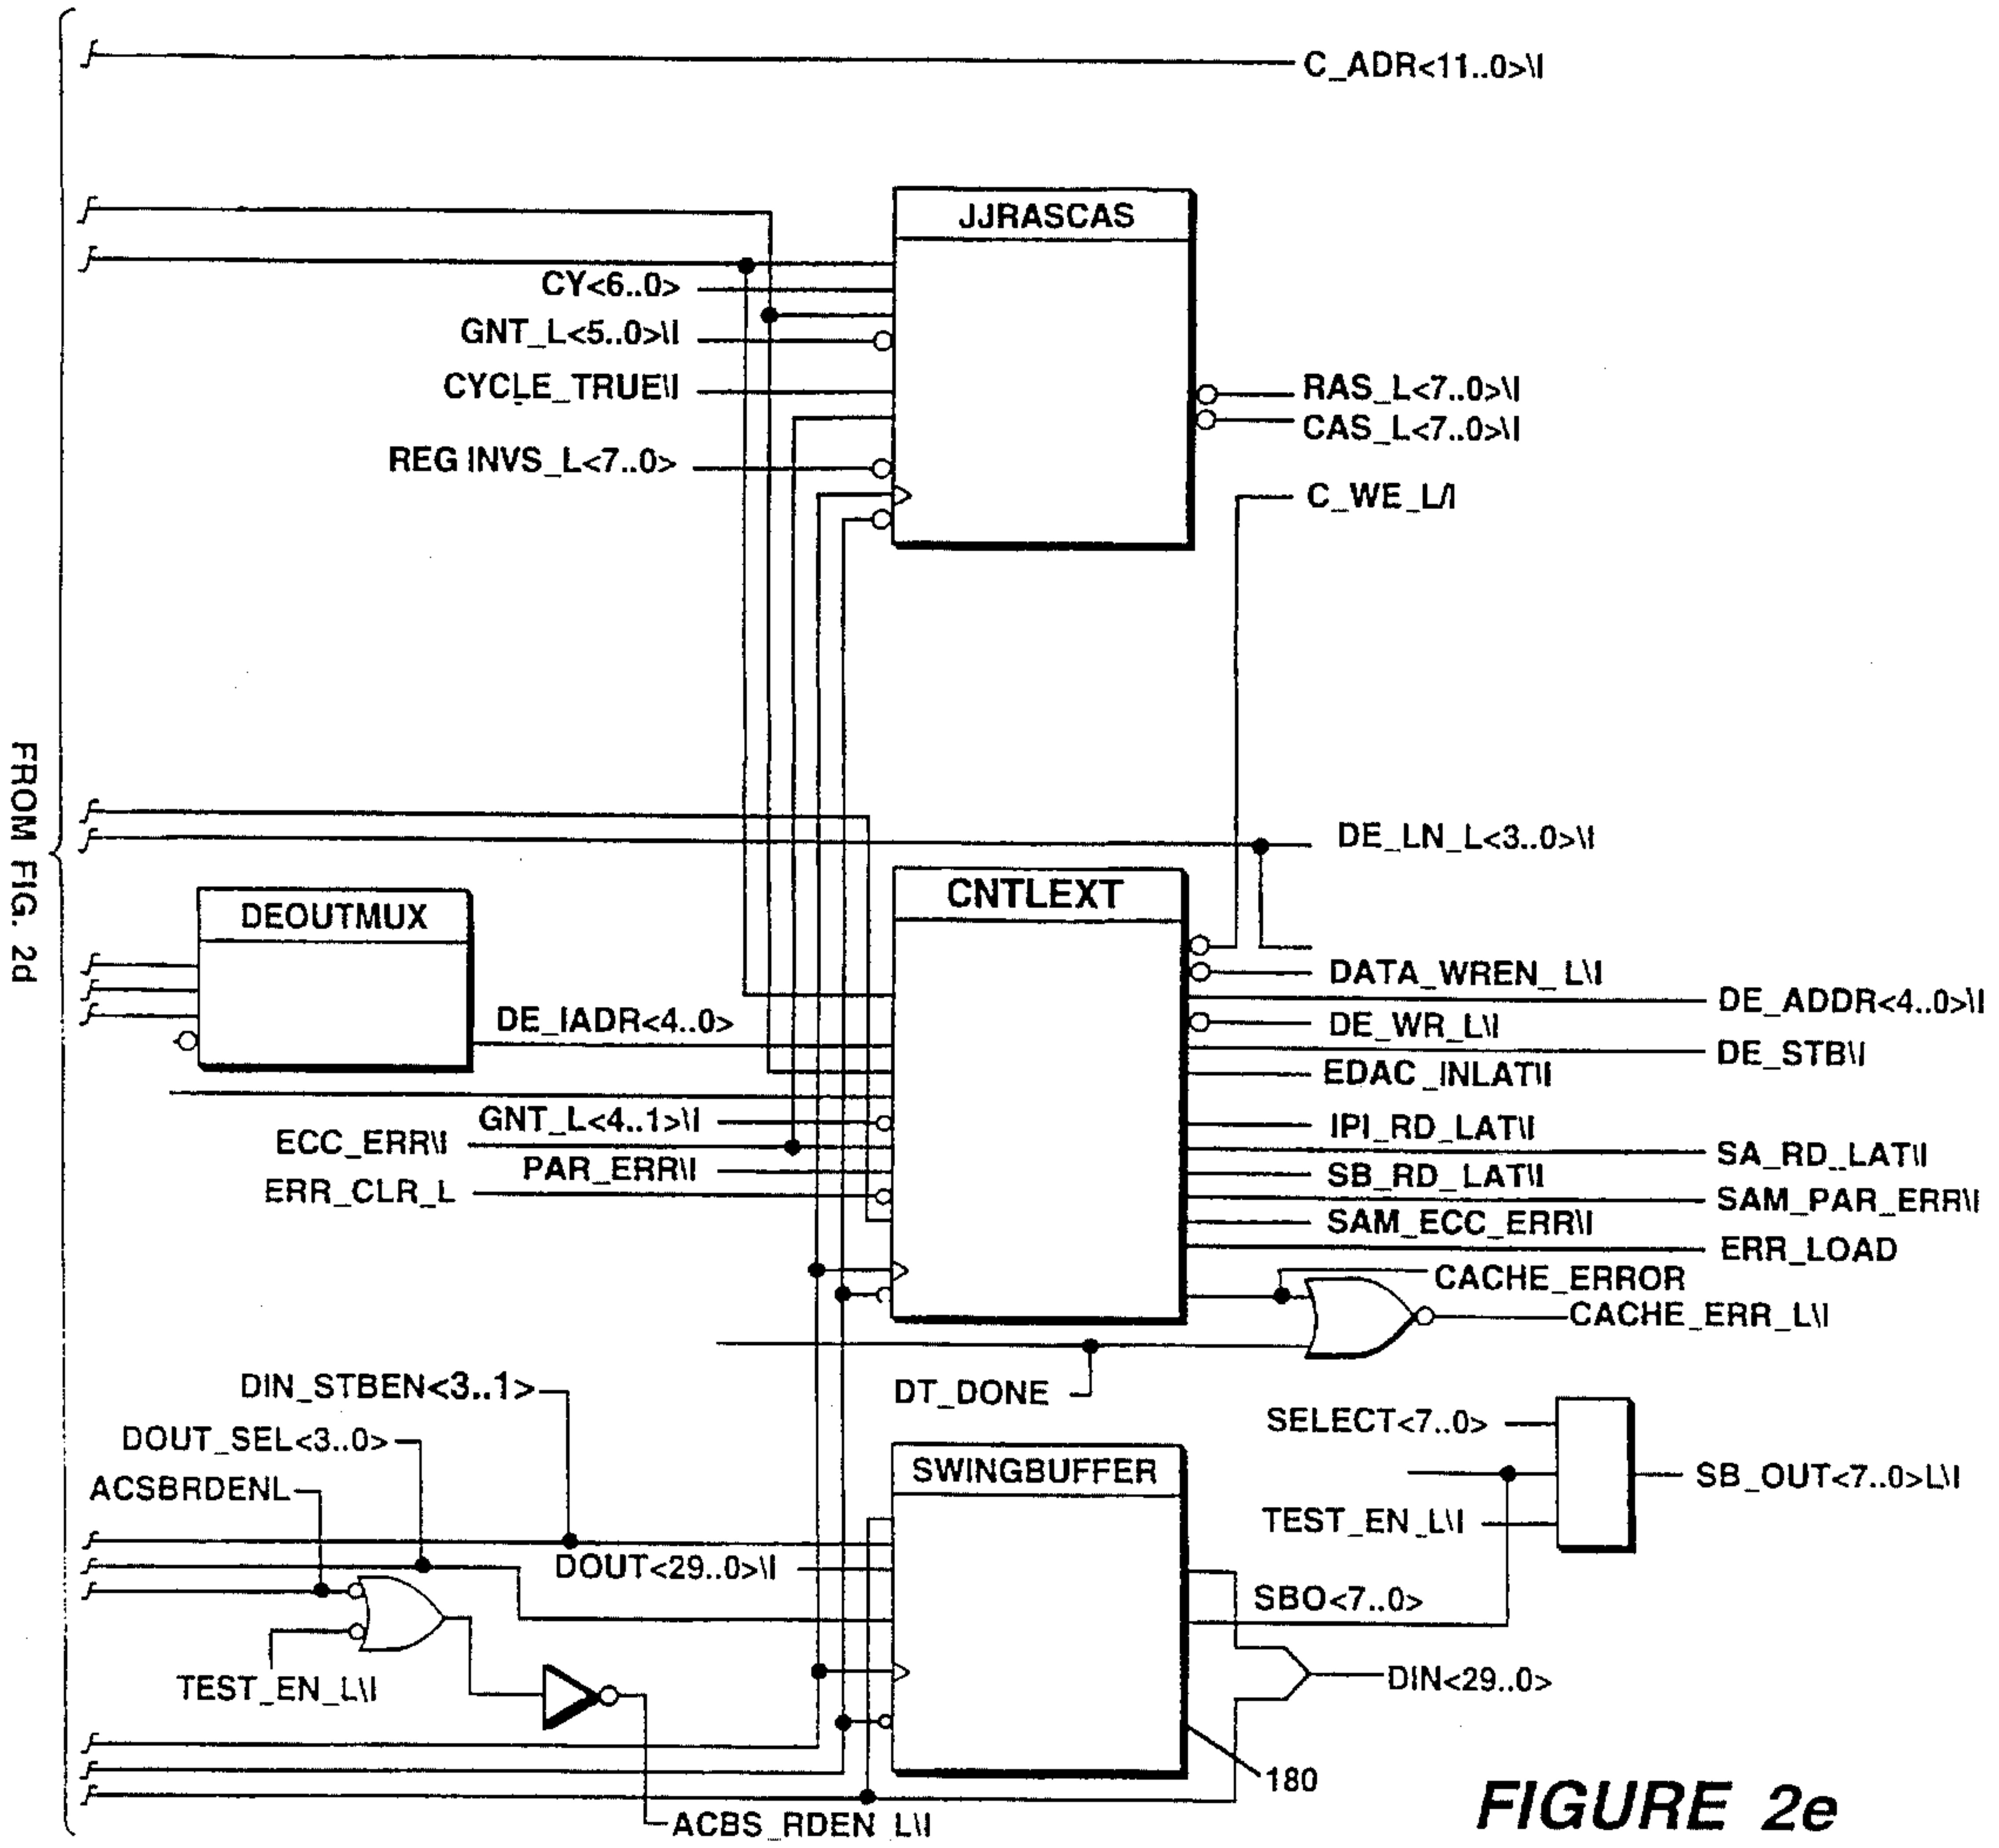 C_ADR<11..0>\I
JJRASCAS
CY<6..0>
GNT_L<5..0>\I
CYCLE_TRUE\I
REG INVS_L<7..0>
RAS_L<7..0>\I
CAS_L<7..0>\I
C_WE_L/I
FROM FIG. 2d
DE_LN_L<3..0>\I
CNTLEXT
DEOUTMUX
DATA_WREN_L\I
DE_ADDR<4..0>\I
DE_IADR<4..0>
DE_WR_L\I
DE_STB\I
EDAC_INLAT\I
GNT_L<4..1>\I
IPI_RD_LAT\I
ECC_ERR\I
SA_RD_LAT\I
PAR_ERR\I
SB_RD_LAT\I
ERR_CLR_L
SAM_PAR_ERR\I
SAM_ECC_ERR\I
ERR_LOAD
CACHE_ERROR
CACHE_ERR_L\I
DIN_STBEN<3..1>
DT_DONE
SELECT<7..0>
DOUT_SEL<3..0>
SWINGBUFFER
SB_OUT<7..0>L\I
ACSBRDENL
TEST_EN_L\I
DOUT<29..0>\I
SBO<7..0>
TEST_EN_L\I
DIN<29..0>
180
ACBS_RDEN_L\I
FIGURE 2e